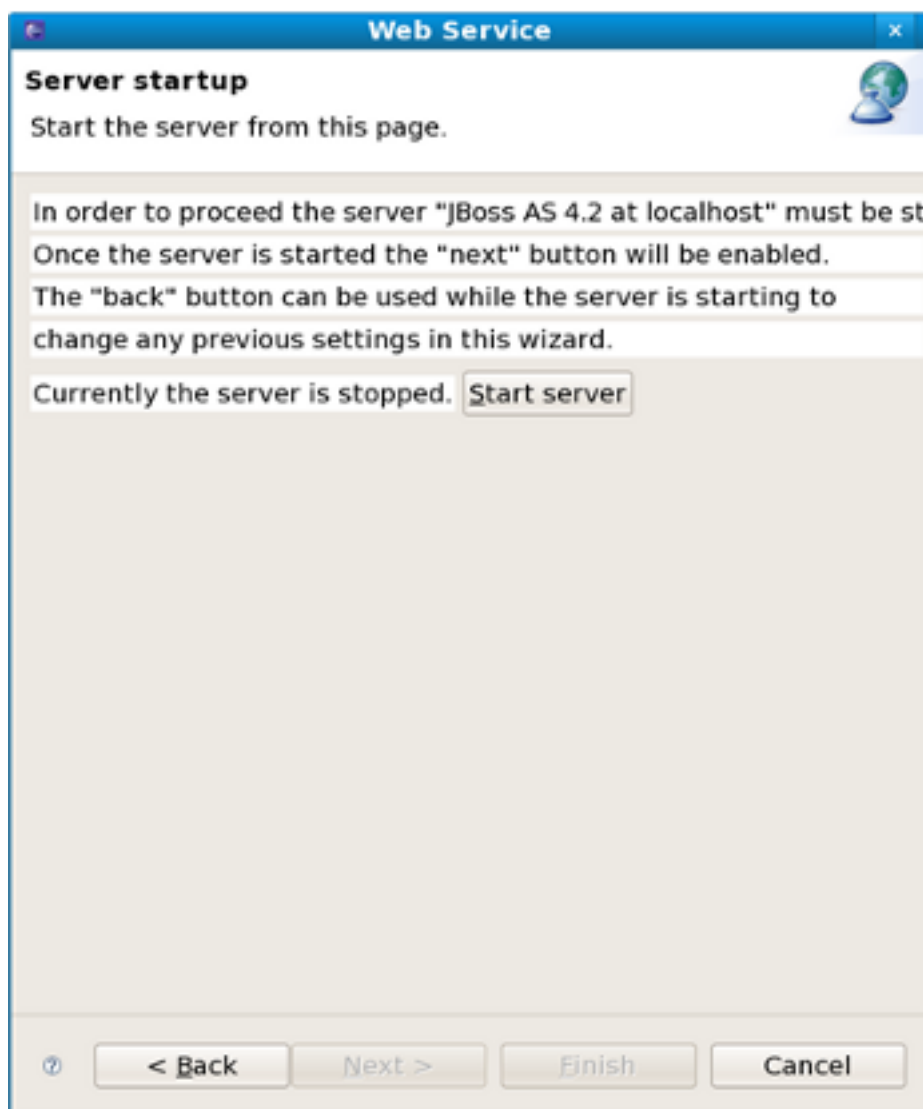 Web Service
Server startup
Start the server from this page.
In order to proceed the server "JBoss AS 4.2 at localhost" must be st
Once the server is started the "next" button will be enabled.
The "back" button can be used while the server is starting to
change any previous settings in this wizard.
Currently the server is stopped. Start server
< Back Next > Finish Cancel